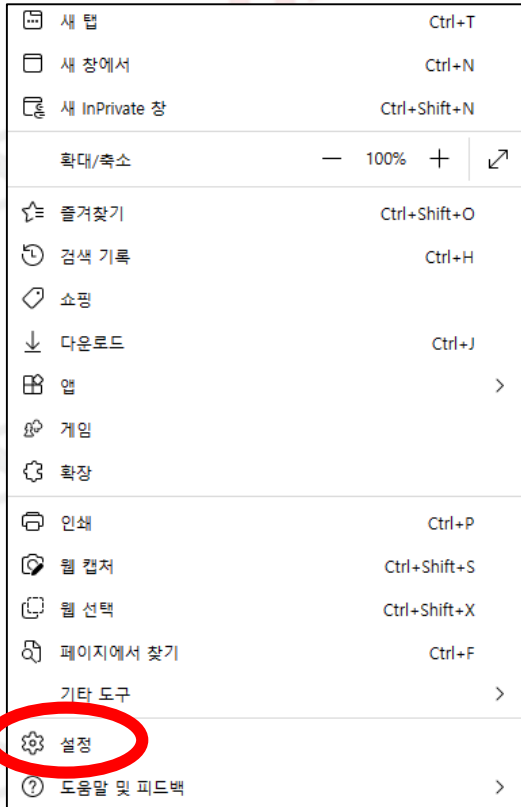 새 탭 Ctrl+T
새 창에서 Ctrl+N
새 InPrivate 창 Ctrl+Shift+N
확대/축소 — 100% +
즐겨찾기 Ctrl+Shift+O
검색 기록 Ctrl+H
쇼핑
다운로드 Ctrl+J
앱
게임
확장
인쇄 Ctrl+P
웹 캡처 Ctrl+Shift+S
웹 선택 Ctrl+Shift+X
페이지에서 찾기 Ctrl+F
기타 도구
설정
도움말 및 피드백